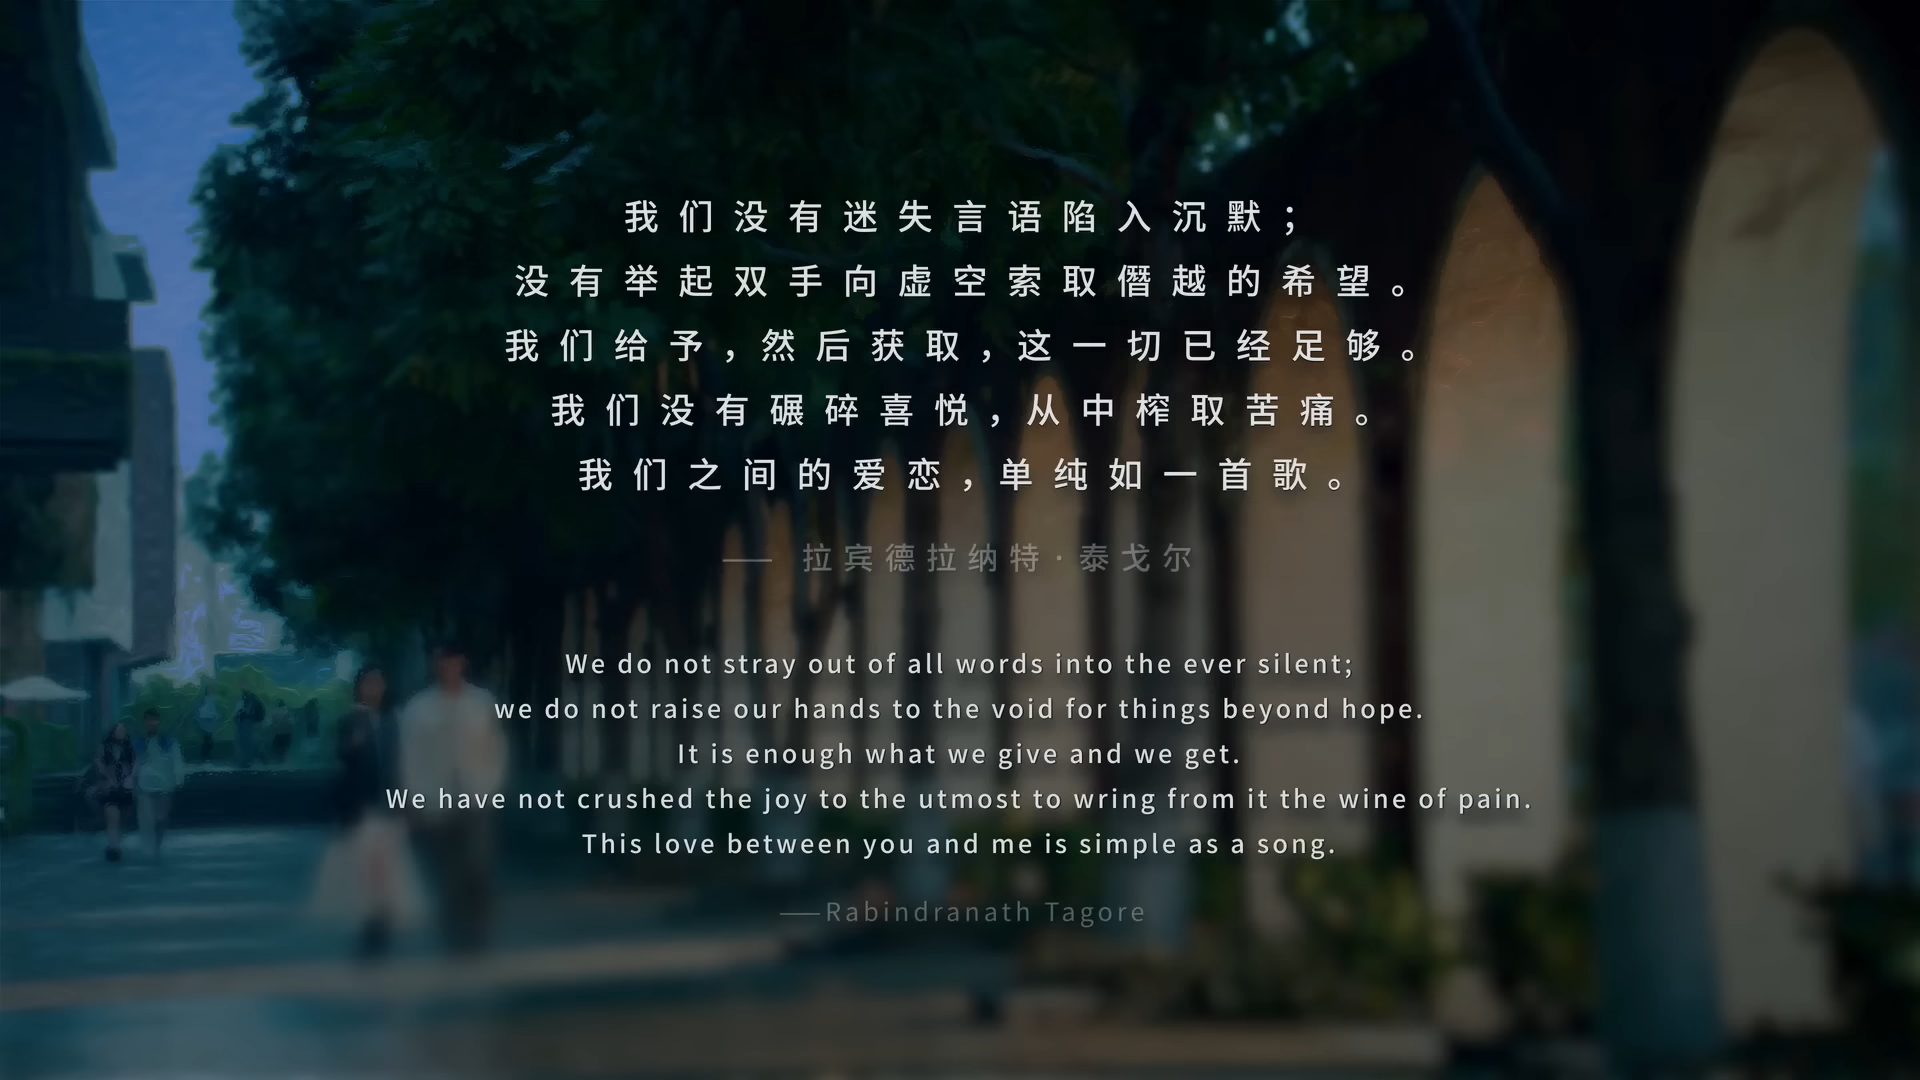 我们没有迷失言语陷入沉默；
没有举起双手向虚空索取僭越的希望。
我们给予，然后获取，这一切已经足够。
我们没有碾碎喜悦，从中榨取苦痛。
我们之间的爱恋，单纯如一首歌。
—— 拉宾德拉纳特·泰戈尔
We do not stray out of all words into the ever silent;
we do not raise our hands to the void for things beyond hope.
It is enough what we give and we get.
We have not crushed the joy to the utmost to wring from it the wine of pain.
This love between you and me is simple as a song.
——Rabindranath Tagore